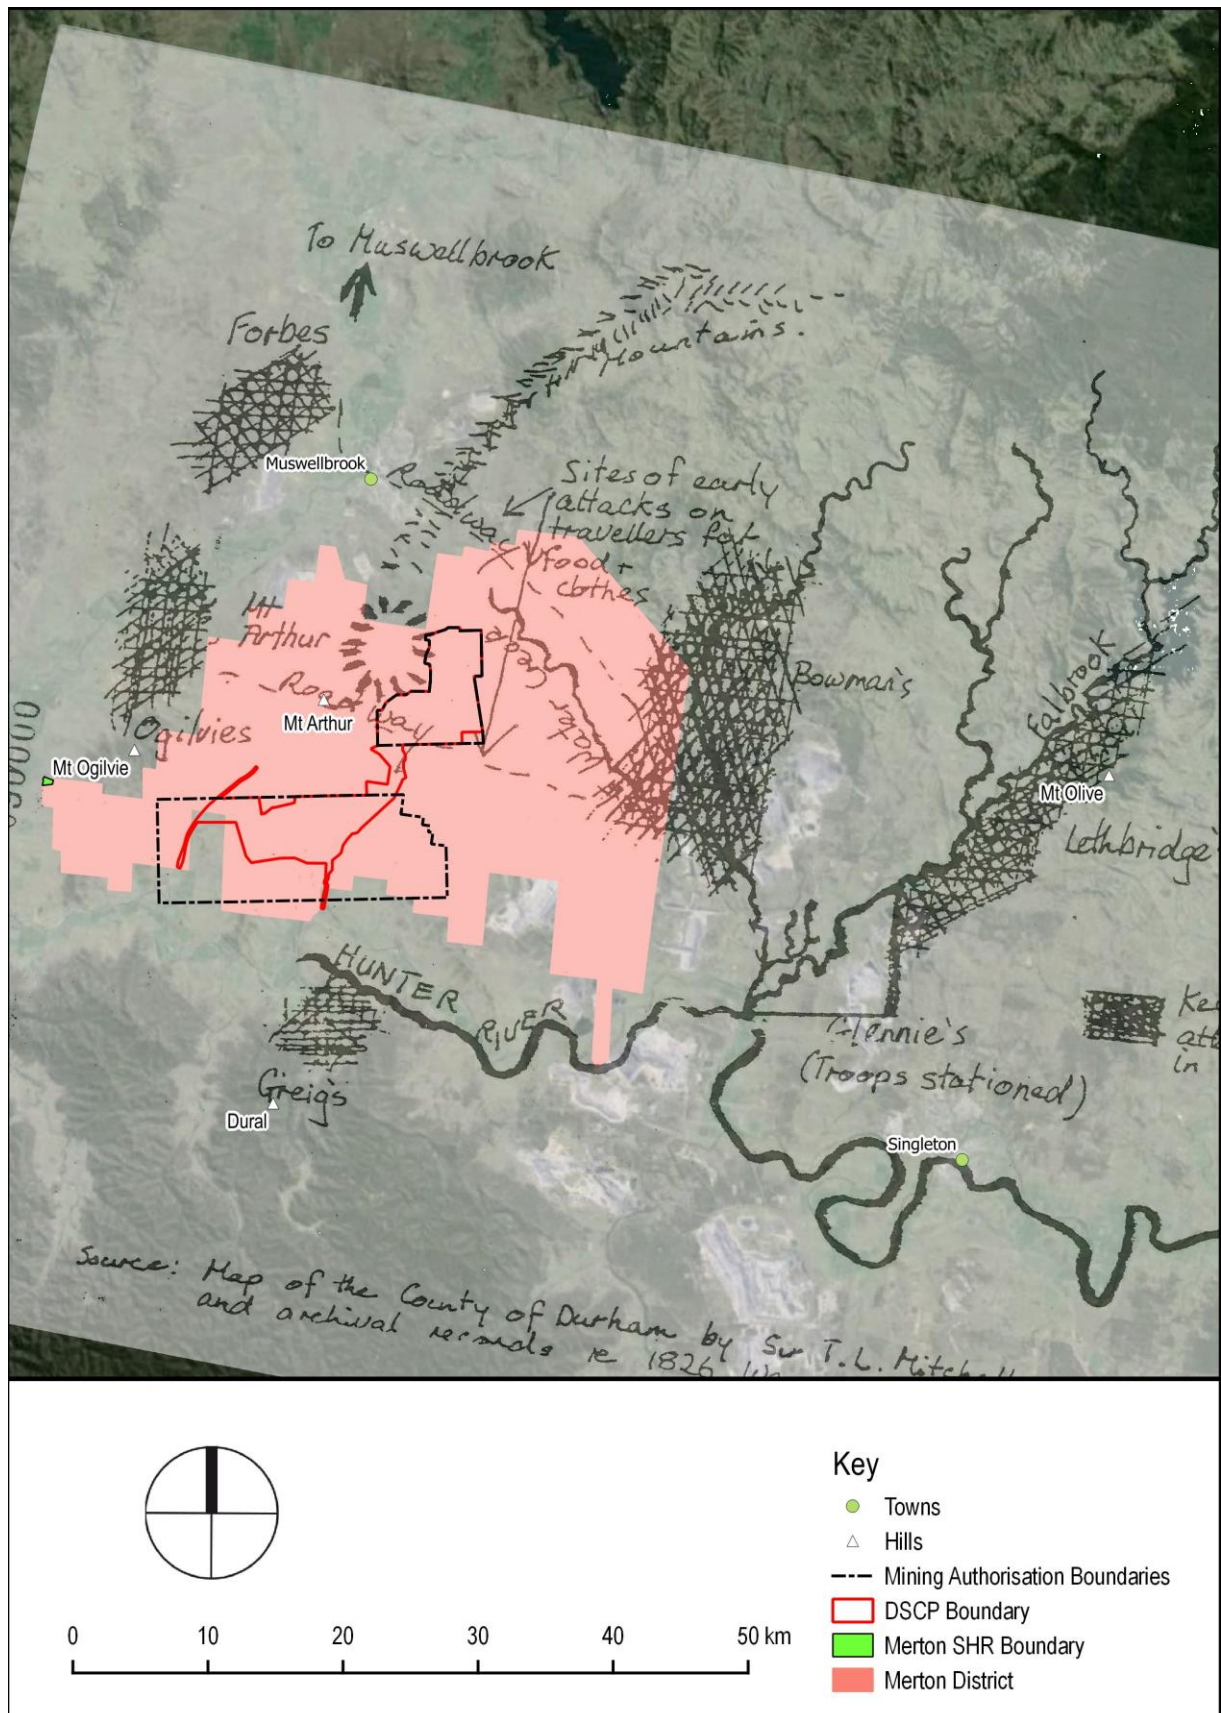 To Muswellbrook
Forbes
Mountains.
Muswellbrook
Roadway
Sites of early
attacks on
travellers for
food +
clothes
Mt
Arthur
Road
way
Mt Arthur
Ogilvies
Mt Ogilvie
Water
Bowman's
Falbrook
Mt Olive
Lethbridge
HUNTER
RIVER
Glennie's
(Troops stationed)
Greig's
Dural
Singleton
Source: Map of the County of Durham by Sir T.L. Mitchell
and archival records re 1826
Key
Towns
Hills
Mining Authorisation Boundaries
DSCP Boundary
Merton SHR Boundary
Merton District
0 10 20 30 40 50 km